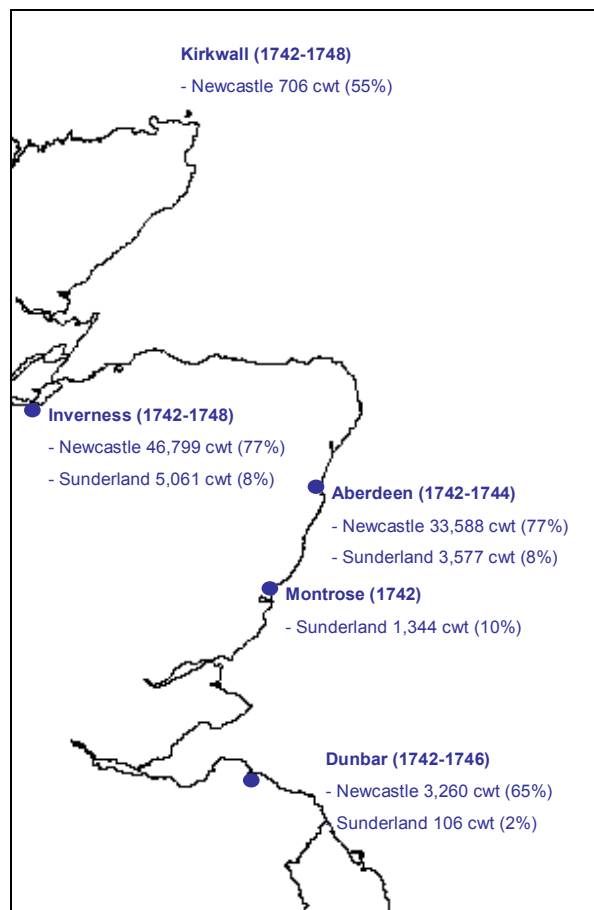 Kirkwall (1742-1748)
- Newcastle 706 cwt (55%)
Inverness (1742-1748)
- Newcastle 46,799 cwt (77%)
- Sunderland 5,061 cwt (8%)
Aberdeen (1742-1744)
- Newcastle 33,588 cwt (77%)
- Sunderland 3,577 cwt (8%)
Montrose (1742)
- Sunderland 1,344 cwt (10%)
Dunbar (1742-1746)
- Newcastle 3,260 cwt (65%)
- Sunderland 106 cwt (2%)